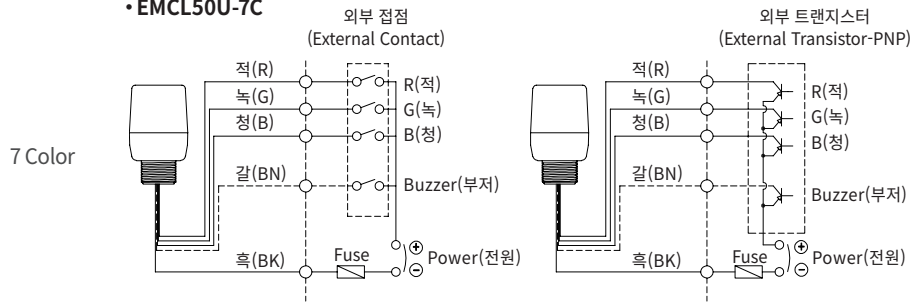 • EMCL50U-7C
외부 접점
(External Contact)
적(R)
녹(G)
청(B)
갈(BN)
흑(BK)
R(적)
G(녹)
B(청)
Buzzer(부저)
Fuse
⊕
⊖
Power(전원)
7 Color
외부 트랜지스터
(External Transistor-PNP)
적(R)
녹(G)
청(B)
갈(BN)
흑(BK)
R(적)
G(녹)
B(청)
Buzzer(부저)
Fuse
⊕
⊖
Power(전원)